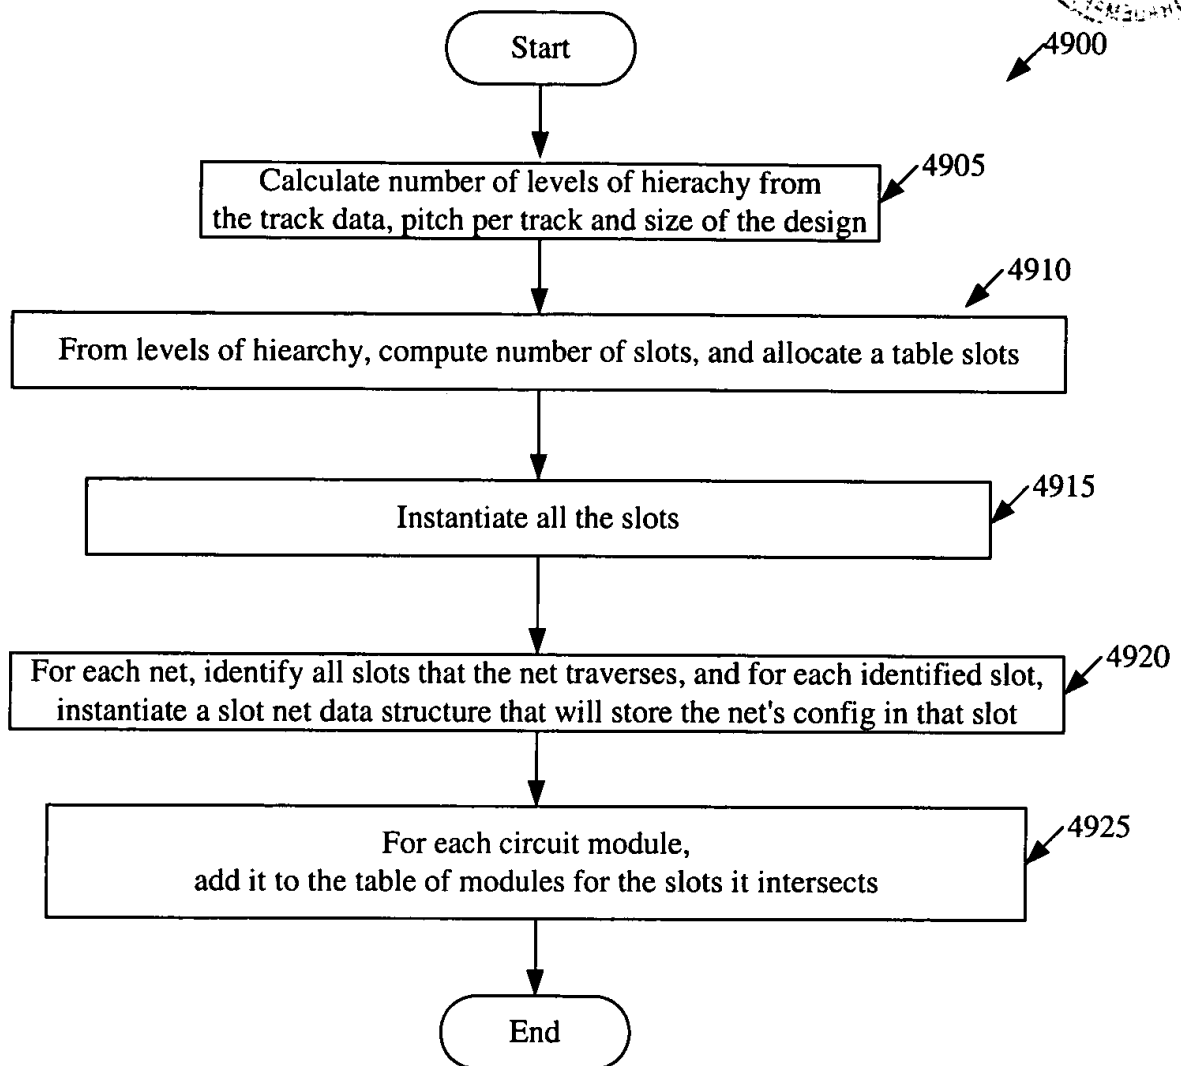 Start
4900
4905
Calculate number of levels of hierachy from
the track data, pitch per track and size of the design
4910
From levels of hiearchy, compute number of slots, and allocate a table slots
4915
Instantiate all the slots
4920
For each net, identify all slots that the net traverses, and for each identified slot,
instantiate a slot net data structure that will store the net's config in that slot
4925
For each circuit module,
add it to the table of modules for the slots it intersects
End